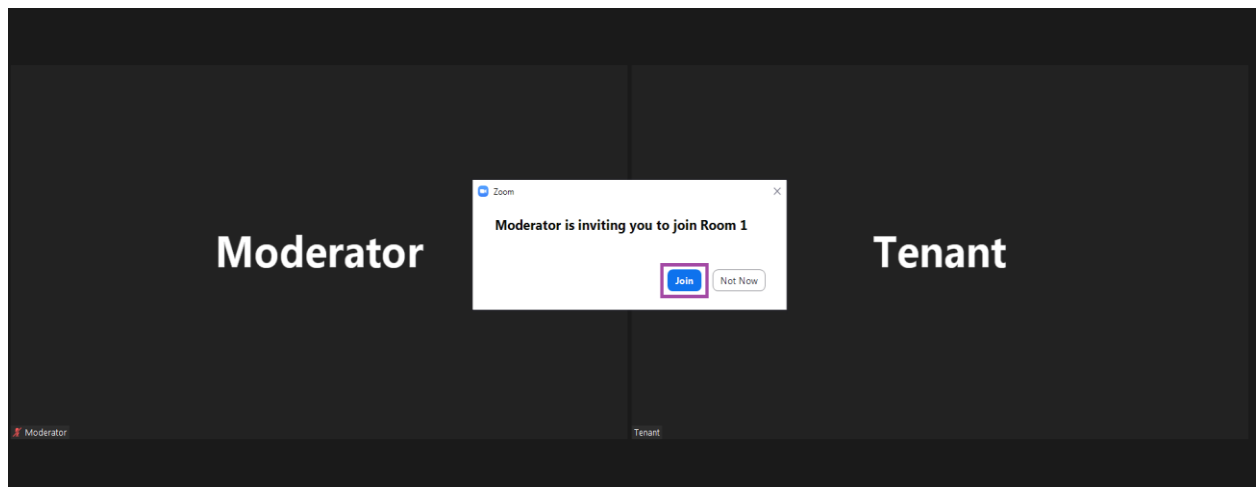 Zoom
Moderator is inviting you to join Room 1
Moderator
Tenant
Join
Not Now
Moderator
Tenant